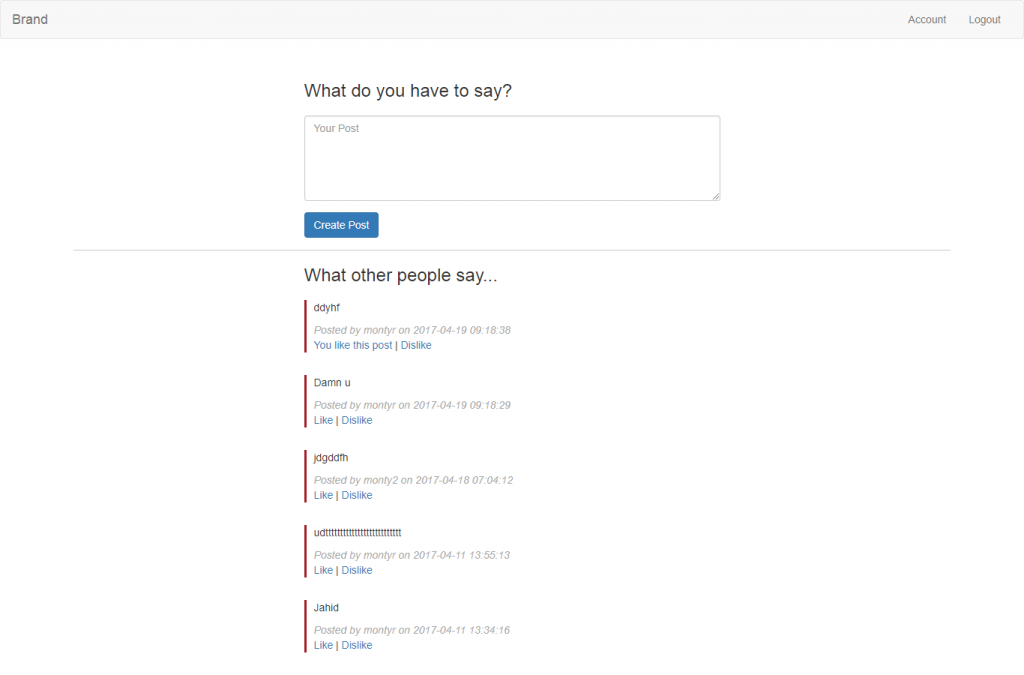 Brand Account Logout
What do you have to say?
Your Post
Create Post
What other people say...
ddyhf
Posted by montyr on 2017-04-19 09:18:38
You like this post | Dislike
Damn u
Posted by montyr on 2017-04-19 09:18:29
Like | Dislike
jdgddfh
Posted by monty2 on 2017-04-18 07:04:12
Like | Dislike
Posted by montyr on 2017-04-11 13:55:13
Like | Dislike
Jahid
Posted by montyr on 2017-04-11 13:34:16
Like | Dislike